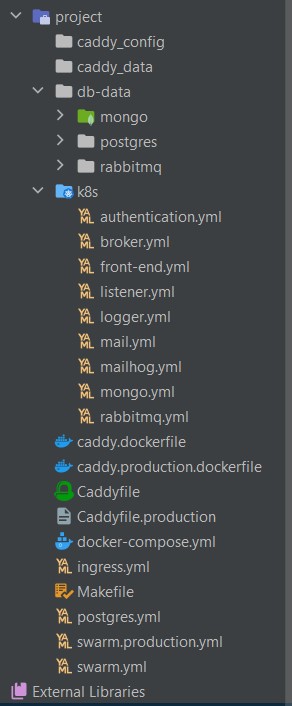 project
caddy_config
caddy_data
db-data
mongo
postgres
rabbitmq
k8s
authentication.yml
broker.yml
front-end.yml
listener.yml
logger.yml
mail.yml
mailhog.yml
mongo.yml
rabbitmq.yml
caddy.dockerfile
caddy.production.dockerfile
Caddyfile
Caddyfile.production
docker-compose.yml
ingress.yml
Makefile
postgres.yml
swarm.production.yml
swarm.yml
External Libraries